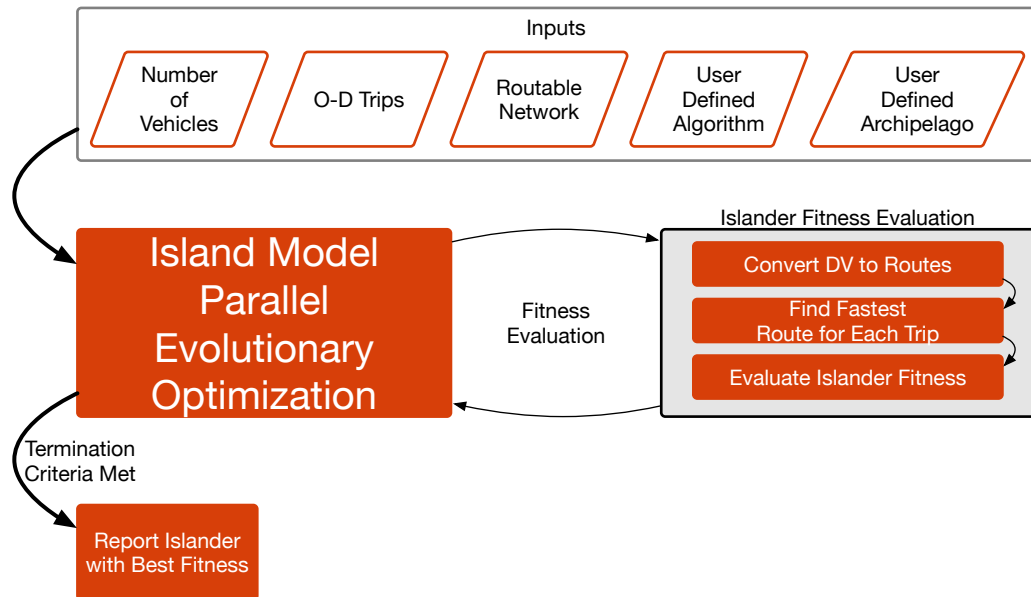 Inputs
Number
of
Vehicles
O-D Trips
Routable
Network
User
Defined
Algorithm
User
Defined
Archipelago
Island Model
Parallel
Evolutionary
Optimization
Fitness
Evaluation
Islander Fitness Evaluation
Convert DV to Routes
Find Fastest
Route for Each Trip
Evaluate Islander Fitness
Termination
Criteria Met
Report Islander
with Best Fitness